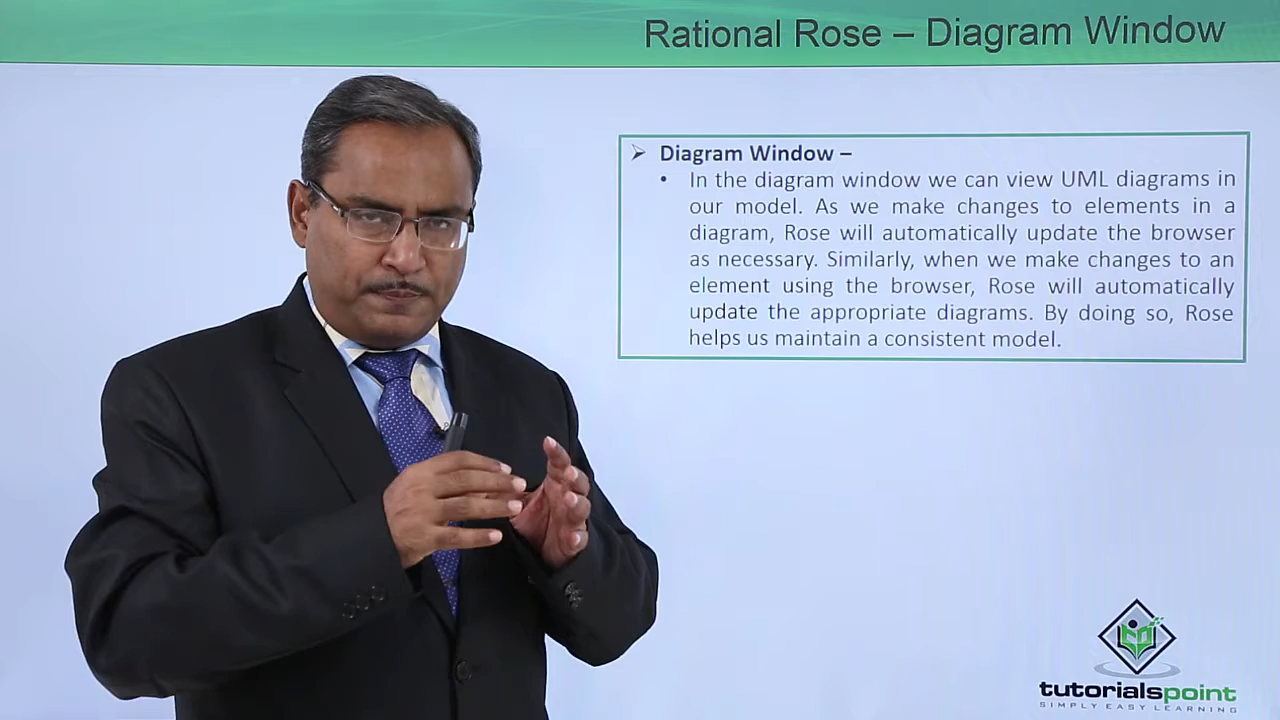 Rational Rose – Diagram Window
➢ Diagram Window –
• In the diagram window we can view UML diagrams in
our model. As we make changes to elements in a
diagram, Rose will automatically update the browser
as necessary. Similarly, when we make changes to an
element using the browser, Rose will automatically
update the appropriate diagrams. By doing so, Rose
helps us maintain a consistent model.
tutorialspoint
SIMPLY EASY LEARNING